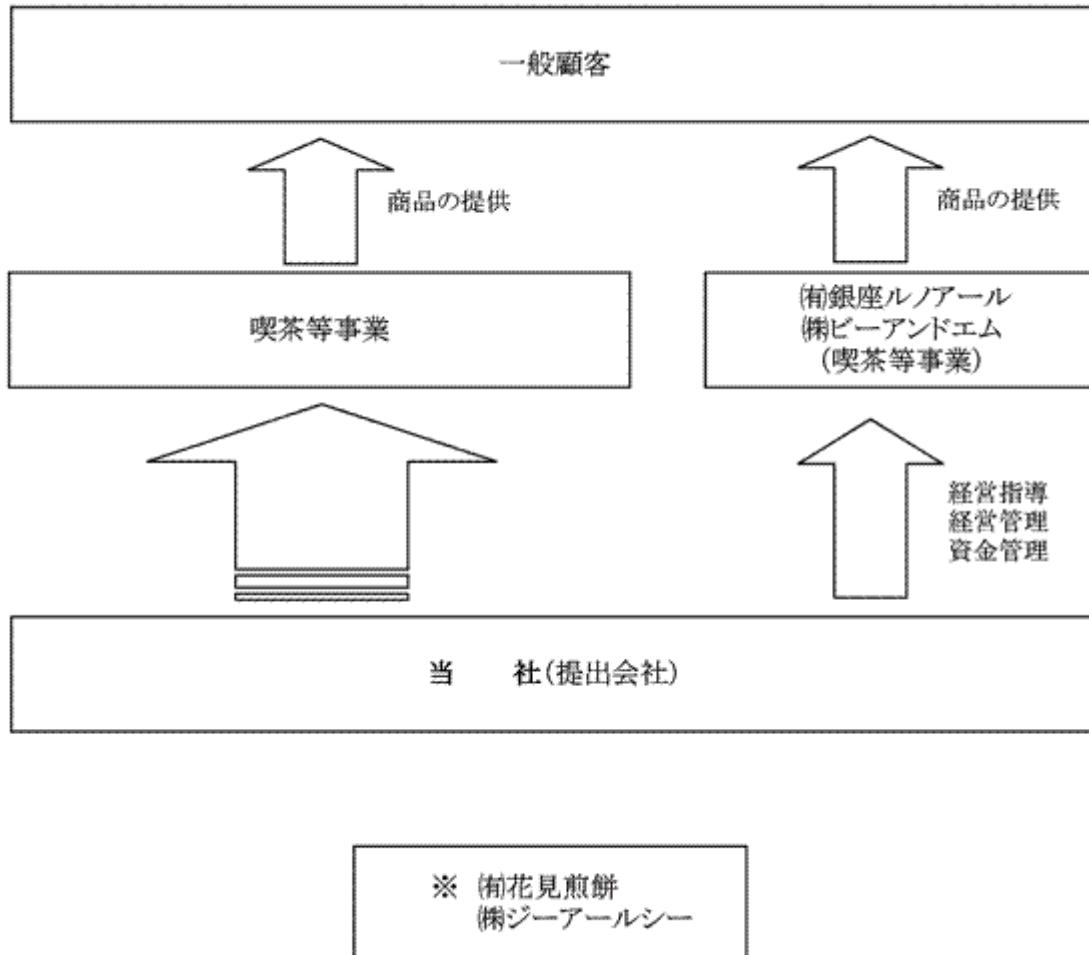 一般顧客
商品の提供
商品の提供
喫茶等事業
㈲銀座ルノアール
㈱ビーアンドエム
(喫茶等事業)
経営指導
経営管理
資金管理
当　　社(提出会社)
※ ㈲花見煎餅
㈱ジーアールシー